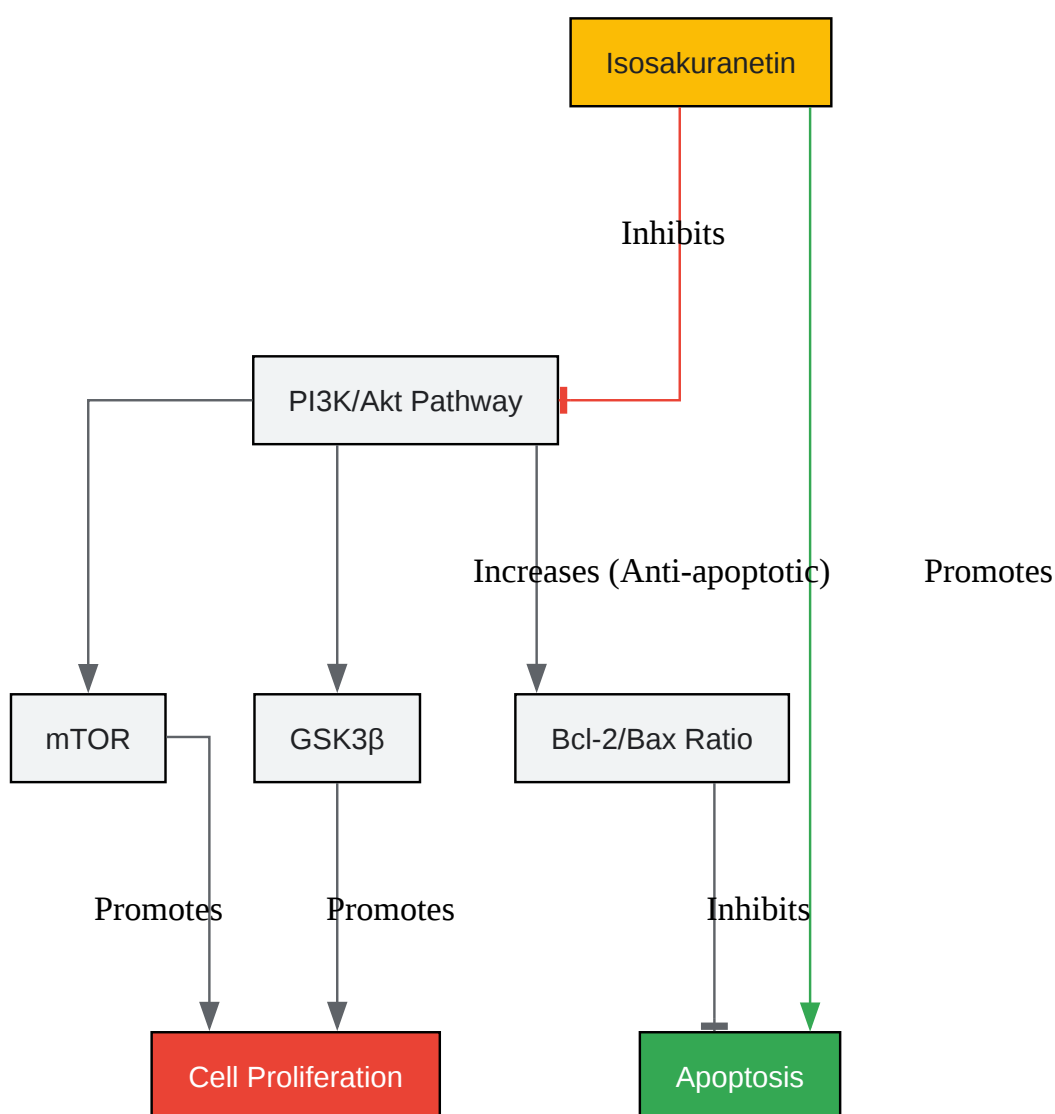 Isosakuranetin
Inhibits
PI3K/Akt Pathway
Increases (Anti-apoptotic)
Promotes
mTOR
GSK3β
Bcl-2/Bax Ratio
Promotes
Promotes
Inhibits
Cell Proliferation
Apoptosis